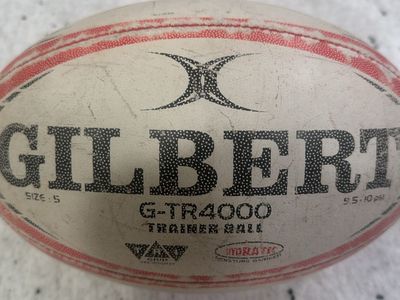 GILBERT
SIZE: 5
9.5-10 PSI
G-TR4000
TRAINER BALL